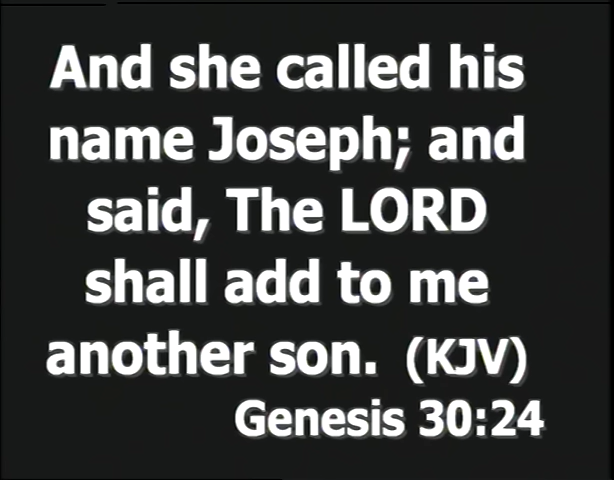 And she called his
name Joseph; and
said, The LORD
shall add to me
another son. (KJV)
Genesis 30:24